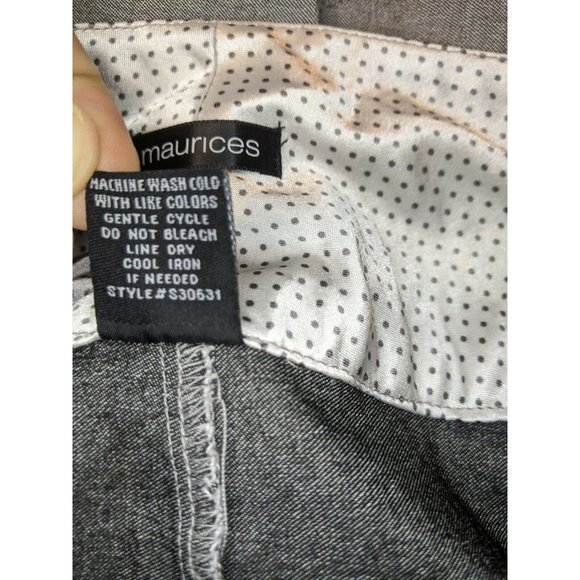 maurices
MACHINE WASH COLD
WITH LIKE COLORS
GENTLE CYCLE
DO NOT BLEACH
LINE DRY
COOL IRON
IF NEEDED
STYLE#S30631